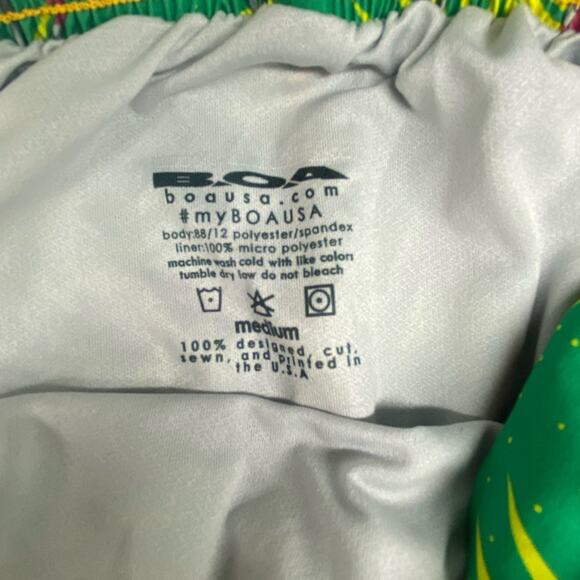 BOA
boausa.com
#myBOAUSA
body:88/12 polyester/spandex
liner:100% micro polyester
machine wash cold with like colors
tumble dry low do not bleach
medium
100% designed, cut,
sewn, and printed in
the U.S.A